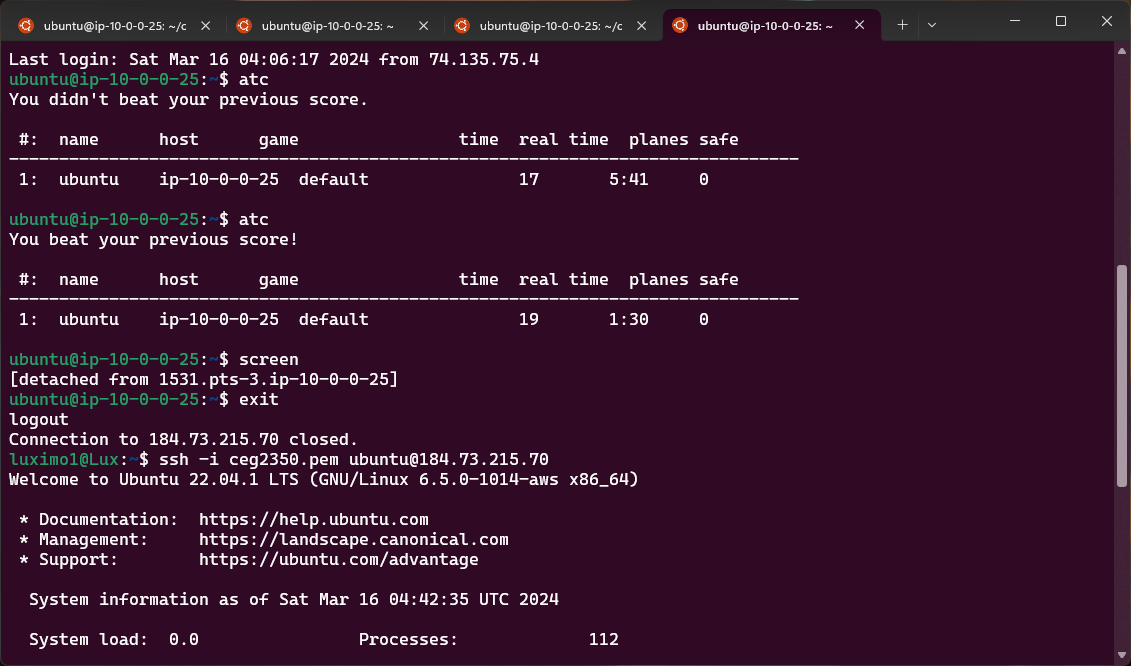 ubuntu@ip-10-0-0-25: ~/c ubuntu@ip-10-0-0-25: ~ ubuntu@ip-10-0-0-25: ~/c ubuntu@ip-10-0-0-25: ~
Last login: Sat Mar 16 04:06:17 2024 from 74.135.75.4
ubuntu@ip-10-0-0-25:~$ atc
You didn't beat your previous score.
#:  name      host      game                time  real time  planes safe
-------------------------------------------------------------------------------
1:  ubuntu    ip-10-0-0-25  default               17       5:41     0
ubuntu@ip-10-0-0-25:~$ atc
You beat your previous score!
#:  name      host      game                time  real time  planes safe
-------------------------------------------------------------------------------
1:  ubuntu    ip-10-0-0-25  default               19       1:30     0
ubuntu@ip-10-0-0-25:~$ screen
[detached from 1531.pts-3.ip-10-0-0-25]
ubuntu@ip-10-0-0-25:~$ exit
logout
Connection to 184.73.215.70 closed.
luximo1@Lux:~$ ssh -i ceg2350.pem ubuntu@184.73.215.70
Welcome to Ubuntu 22.04.1 LTS (GNU/Linux 6.5.0-1014-aws x86_64)
* Documentation:  https://help.ubuntu.com
* Management:     https://landscape.canonical.com
* Support:        https://ubuntu.com/advantage
System information as of Sat Mar 16 04:42:35 UTC 2024
System load:  0.0                Processes:             112